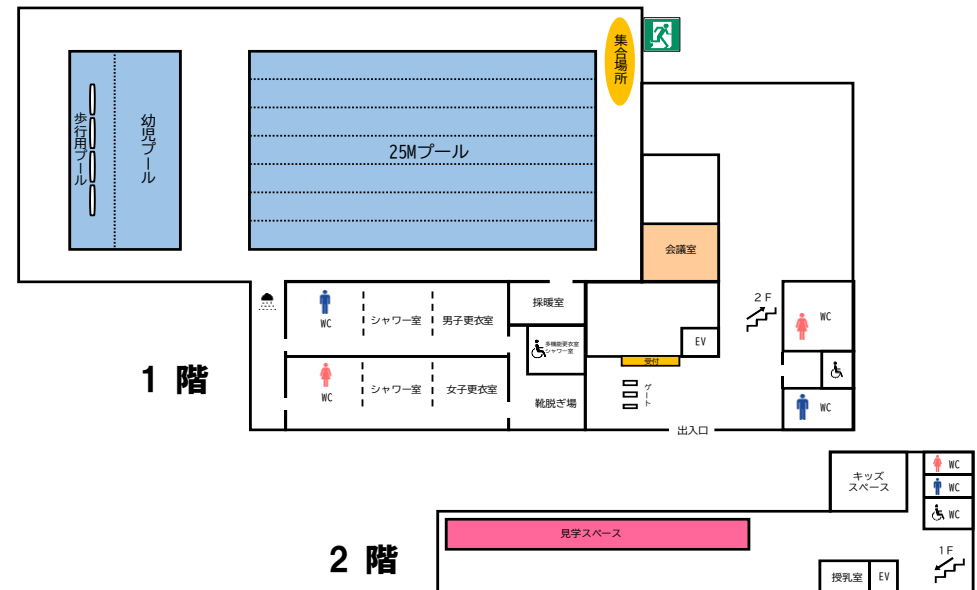 集合場所
歩行用プール
幼児プール
25Mプール
会議室
採暖室
2F
WC
シャワー室
男子更衣室
WC
多機能更衣室
シャワー室
EV
受付
1 階
WC
シャワー室
女子更衣室
靴脱ぎ場
ゲート
WC
出入口
キッズ
スペース
WC
WC
WC
2 階
見学スペース
1F
授乳室
EV